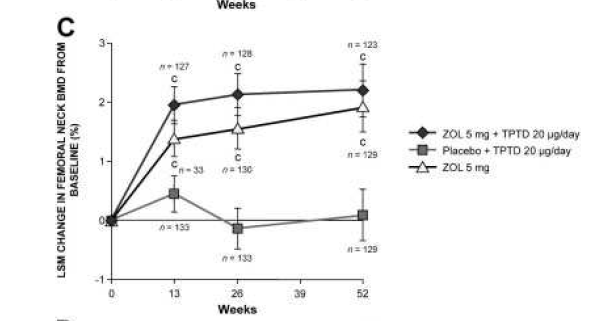 Weeks
C
LSM CHANGE IN FEMORAL NECK BMD FROM
BASELINE (%)
3
2
1
0
-1
n = 127
C
n = 128
C
n = 123
C
C
n = 33
C
n = 130
C
n = 129
n = 133
n = 133
n = 129
0
13
26
39
52
Weeks
ZOL 5 mg + TPTD 20 µg/day
Placebo + TPTD 20 µg/day
ZOL 5 mg